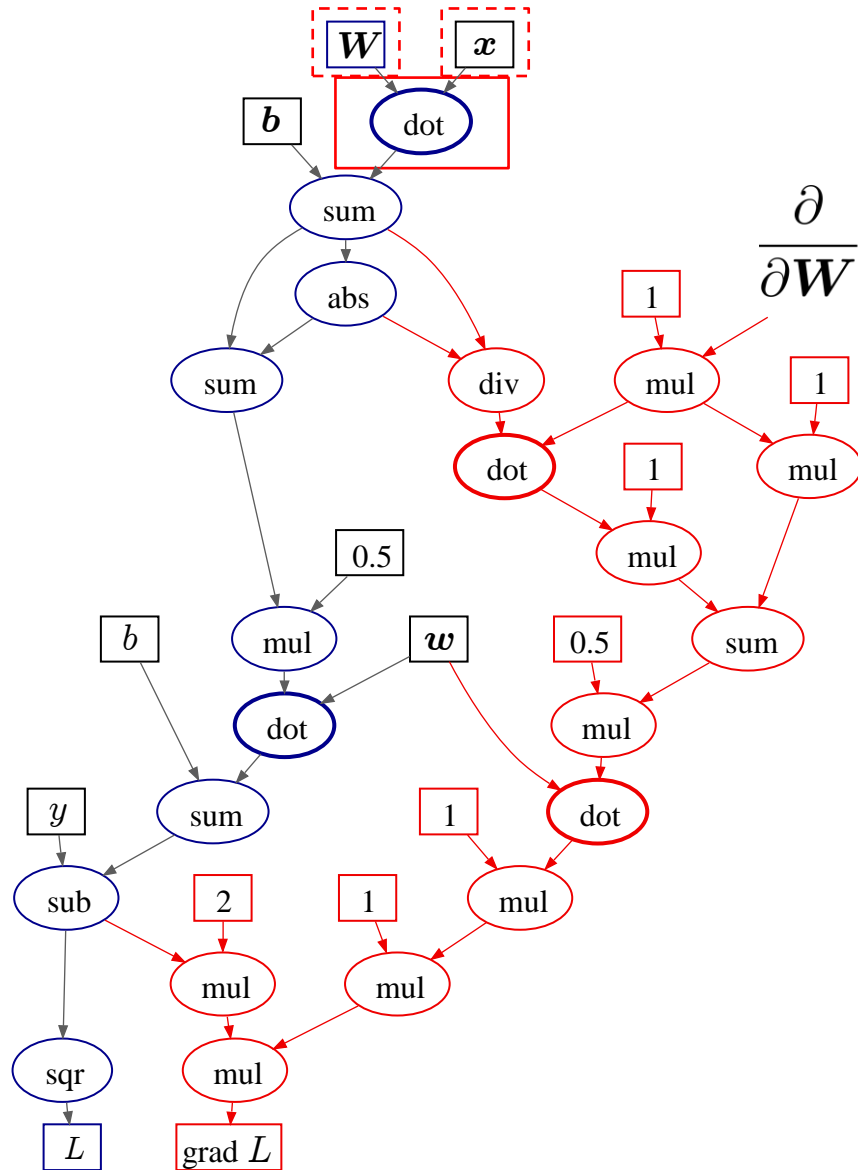 W x
b dot
sum
∂
∂W
abs 1
sum div mul 1
dot 1 mul
mul
0.5
b mul w 0.5 sum
dot mul
y sum 1 dot
sub 2 1 mul
mul mul
sqr mul
L grad L